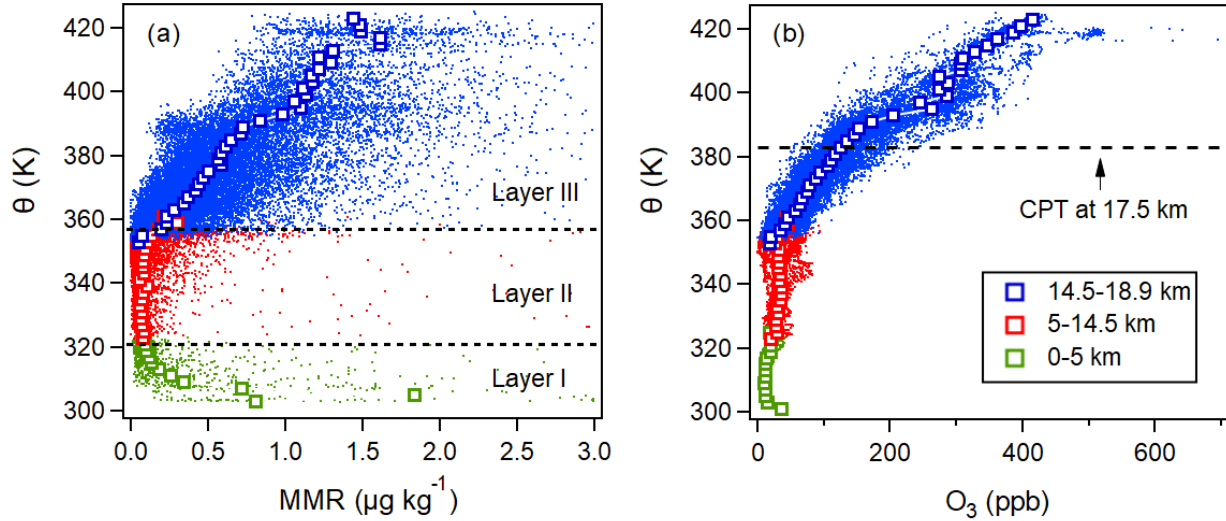 (a)
420
400
380
360
340
320
300
θ (K)
Layer III
Layer II
Layer I
0.0 0.5 1.0 1.5 2.0 2.5 3.0
MMR (µg kg⁻¹)
(b)
420
400
380
360
340
320
300
θ (K)
CPT at 17.5 km
14.5-18.9 km
5-14.5 km
0-5 km
0 200 400 600
O₃ (ppb)